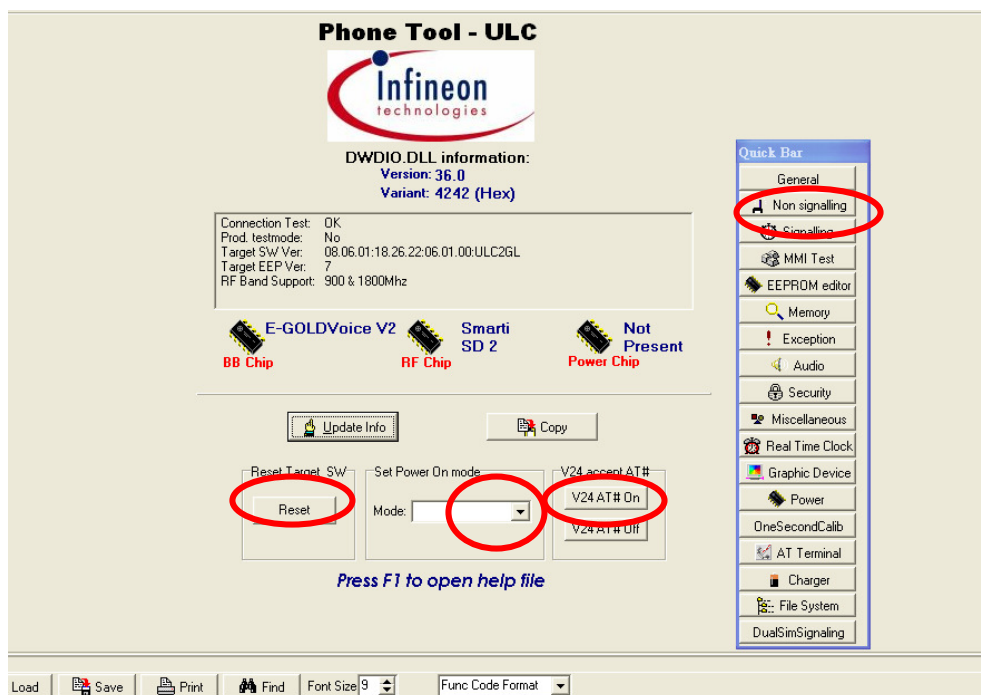 Phone Tool - ULC
Infineon
technologies
DWDIO.DLL information:
Version: 36.0
Variant: 4242 (Hex)
Connection Test: OK
Prod. testmode: No
Target SW Ver: 08.06.01:18.26.22:06.01.00:ULC2GL
Target EEP Ver: 7
RF Band Support: 900 & 1800Mhz
E-GOLDVoice V2
BB Chip
Smarti
SD 2
RF Chip
Not
Present
Power Chip
Update Info
Copy
Reset Target SW
Reset
Set Power On mode
Mode:
V24 accept AT#
V24 AT# On
V24 AT# Off
Press F1 to open help file
Quick Bar
General
Non signalling
Signalling
MMI Test
EEPROM editor
Memory
Exception
Audio
Security
Miscellaneous
Real Time Clock
Graphic Device
Power
OneSecondCalib
AT Terminal
Charger
File System
DualSimSignaling
Load
Save
Print
Find
Font Size 9
Func Code Format